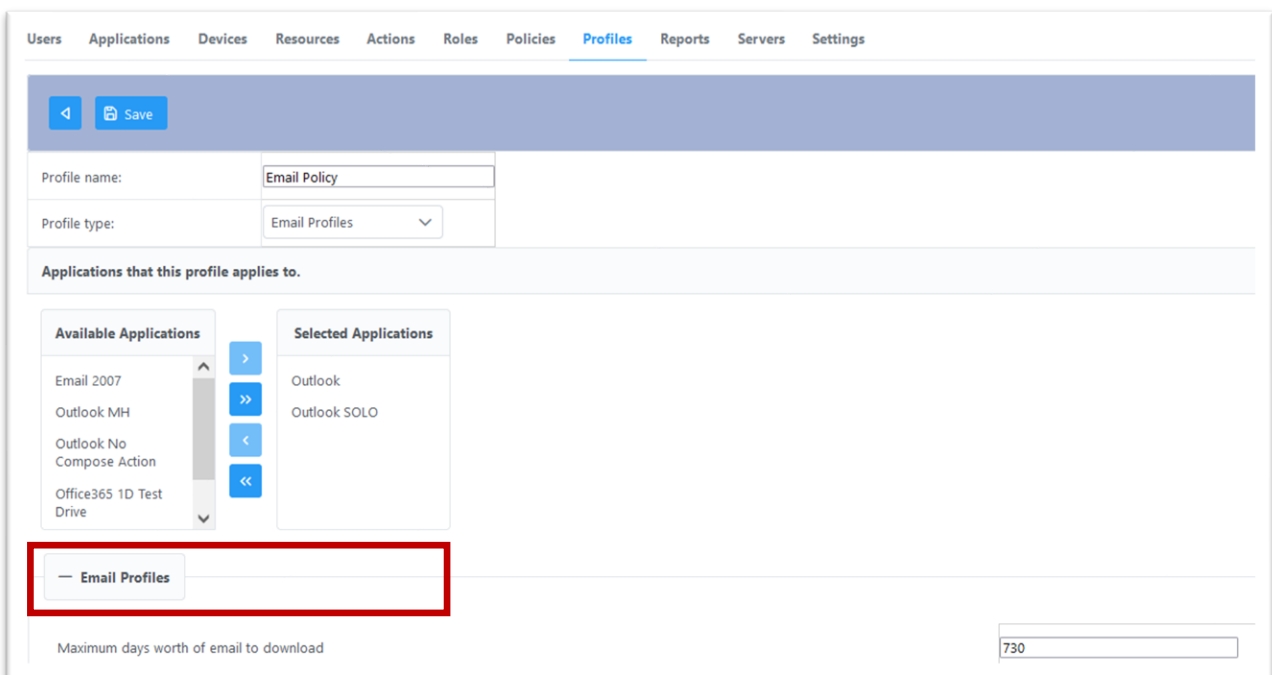 Users Applications Devices Resources Actions Roles Policies Profiles Reports Servers Settings
Save
Profile name: Email Policy
Profile type: Email Profiles
Applications that this profile applies to.
Available Applications
Email 2007
Outlook MH
Outlook No
Compose Action
Office365 1D Test
Drive
Selected Applications
Outlook
Outlook SOLO
Email Profiles
Maximum days worth of email to download 730